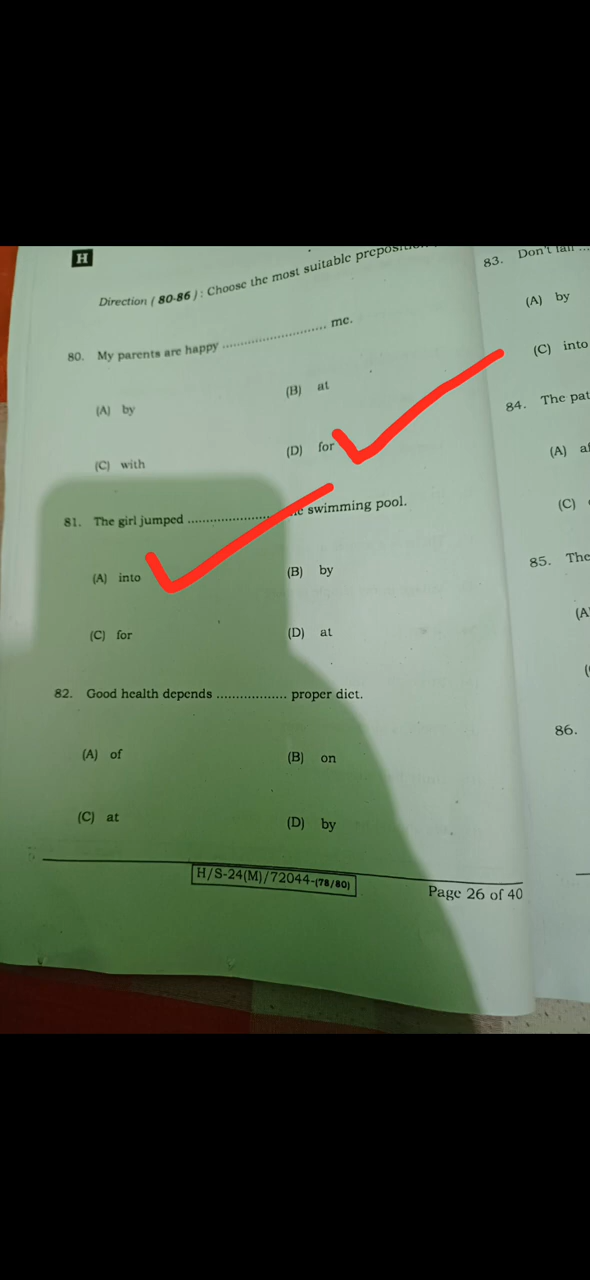 H
Direction ( 80-86 ) : Choose the most suitable
80. My parents are happy ........................... me.
(A) by
(B) at
(C) with
(D) for
81. The girl jumped ..................... swimming pool.
(A) into
(B) by
(C) for
(D) at
82. Good health depends ................. proper diet.
(A) of
(B) on
(C) at
(D) by
H/S-24(M)/72044-(78/80)
Page 26 of 40
83. Don't
(A) by
(C) into
84. The
(A)
(C)
85. The
(A
(
86.